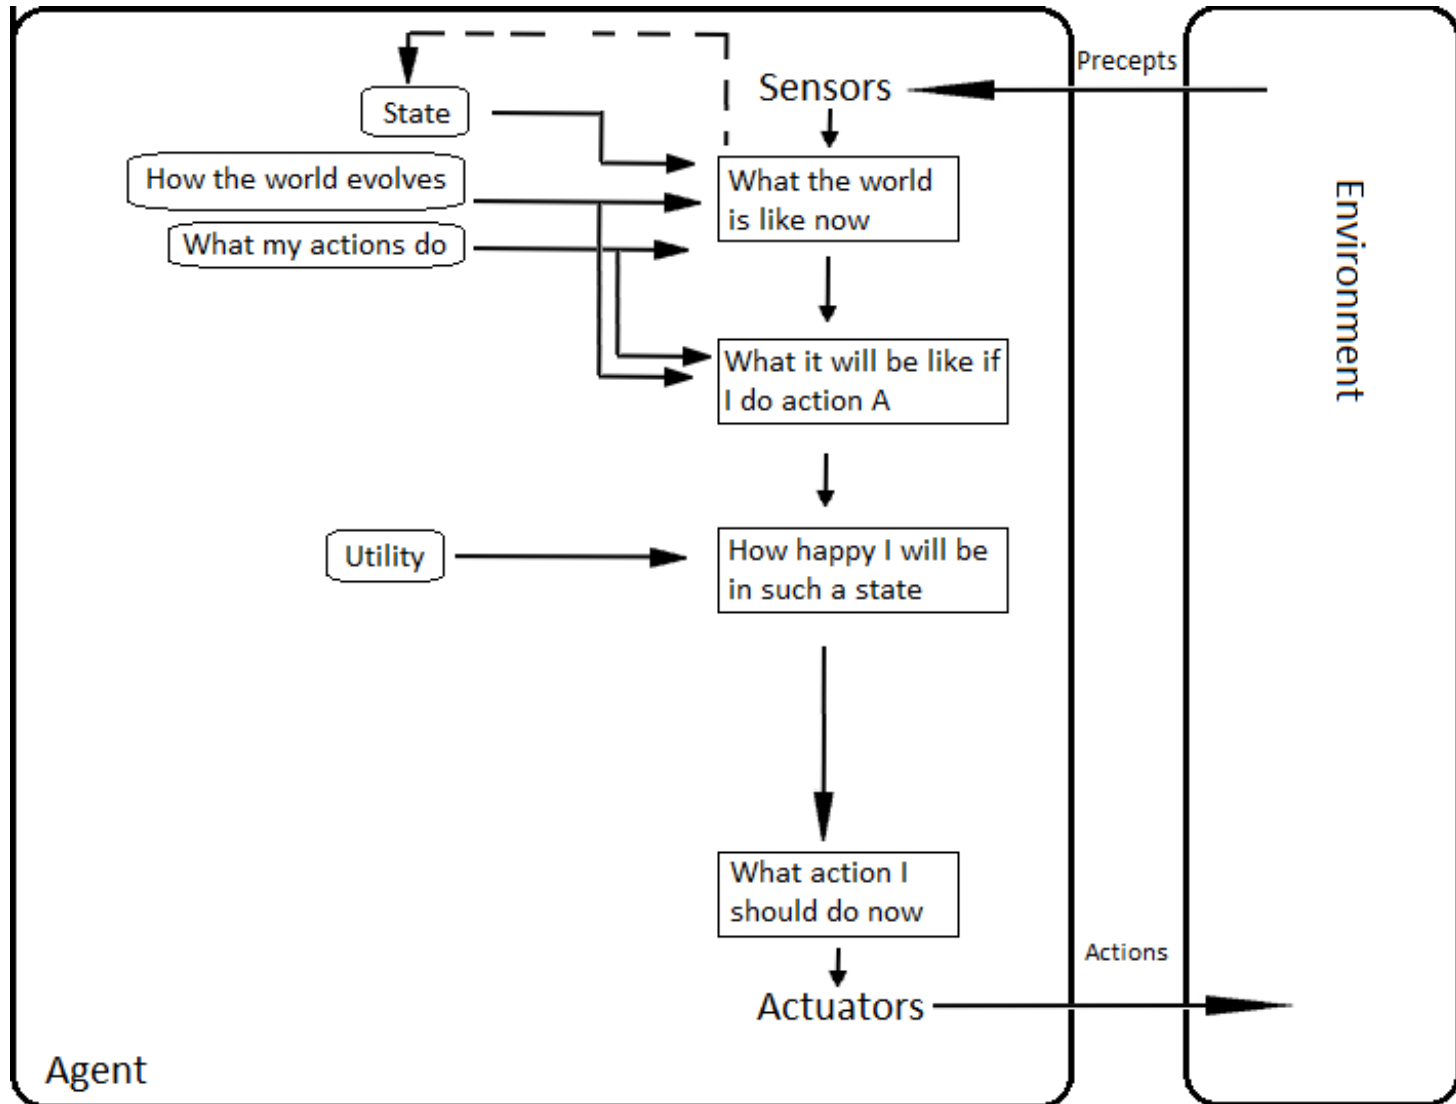 Precepts
Sensors
State
How the world evolves
What my actions do
What the world
is like now
What it will be like if
I do action A
Utility
How happy I will be
in such a state
What action I
should do now
Actuators
Actions
Agent
Environment